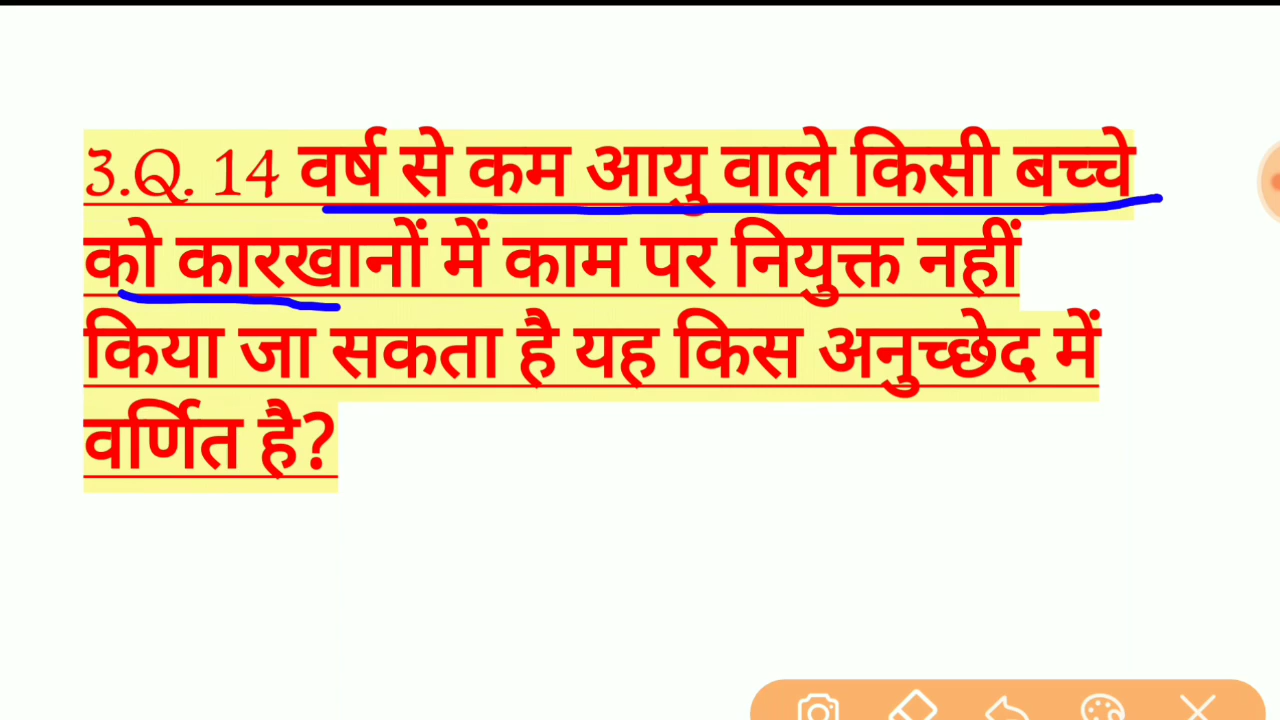 3.Q. 14 वर्ष से कम आयु वाले किसी बच्चे
को कारखानों में काम पर नियुक्त नहीं
किया जा सकता है यह किस अनुच्छेद में
वर्णित है?